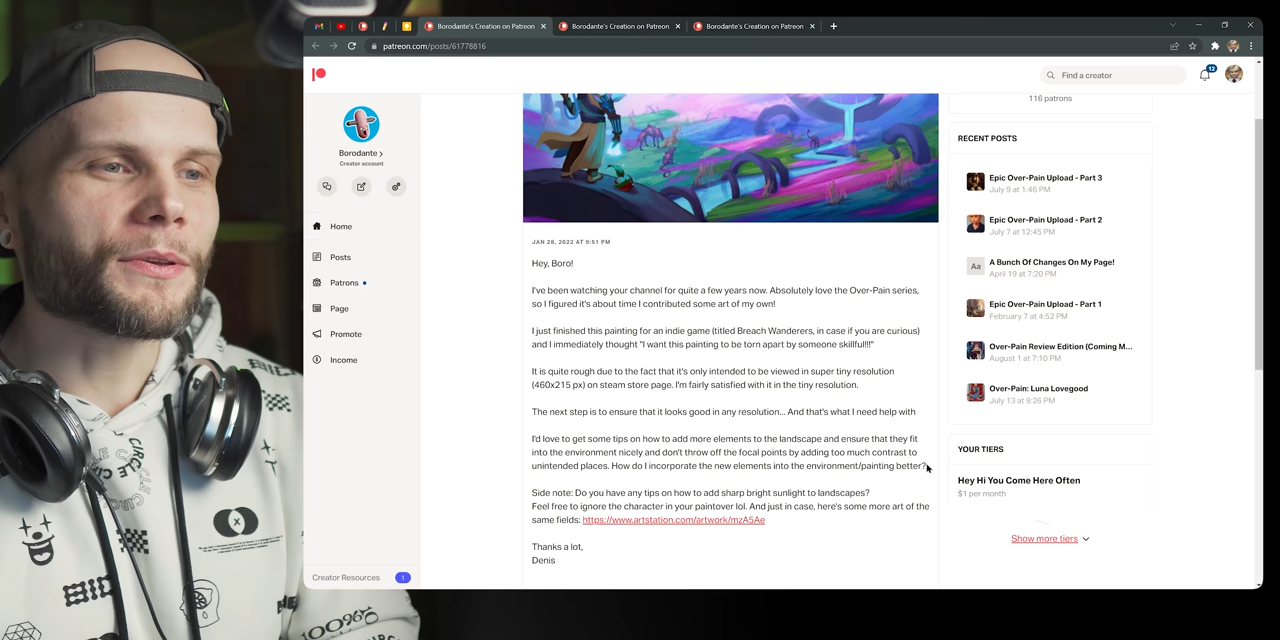 Borodante's Creation on Patreon
Borodante's Creation on Patreon
Borodante's Creation on Patreon
patreon.com/posts/61778816
Find a creator
12
Borodante
Creator account
Home
Posts
Patrons
Page
Promote
Income
Creator Resources
1
JAN 28, 2022 AT 9:51 PM
Hey, Boro!
I've been watching your channel for quite a few years now. Absolutely love the Over-Pain series,
so I figured it's about time I contributed some art of my own!
I just finished this painting for an indie game (titled Breach Wanderers, in case if you are curious)
and I immediately thought "I want this painting to be torn apart by someone skillful!!!"
It is quite rough due to the fact that it's only intended to be viewed in super tiny resolution
(460x215 px) on steam store page. I'm fairly satisfied with it in the tiny resolution.
The next step is to ensure that it looks good in any resolution... And that's what I need help with
I'd love to get some tips on how to add more elements to the landscape and ensure that they fit
into the environment nicely and don't throw off the focal points by adding too much contrast to
unintended places. How do I incorporate the new elements into the environment/painting better?
Side note: Do you have any tips on how to add sharp bright sunlight to landscapes?
Feel free to ignore the character in your paintover lol. And just in case, here's some more art of the
same fields: https://www.artstation.com/artwork/mzA5Ae
Thanks a lot,
Denis
116 patrons
RECENT POSTS
Epic Over-Pain Upload - Part 3
July 9 at 1:46 PM
Epic Over-Pain Upload - Part 2
July 7 at 12:45 PM
Aa
A Bunch Of Changes On My Page!
April 19 at 7:20 PM
Epic Over-Pain Upload - Part 1
February 7 at 4:52 PM
Over-Pain Review Edition (Coming M...
August 1 at 7:10 PM
Over-Pain: Luna Lovegood
July 13 at 9:26 PM
YOUR TIERS
Hey Hi You Come Here Often
$1 per month
Show more tiers
100%